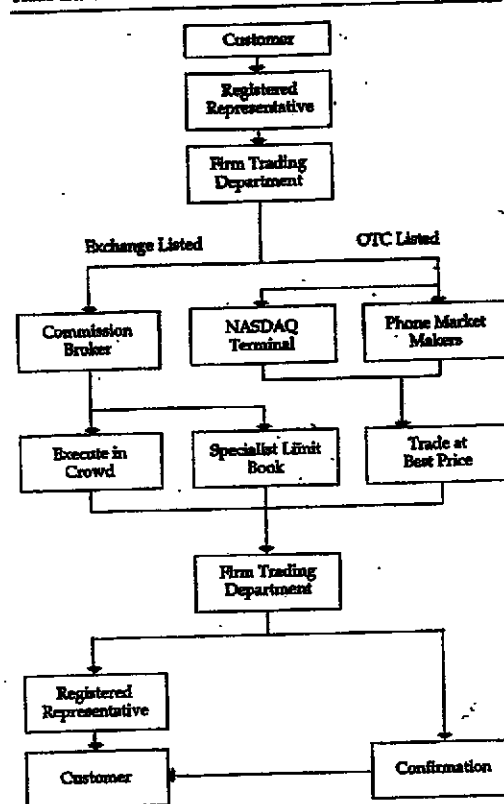 Customer
Registered
Representative
Firm Trading
Department
Exchange Listed
OTC Listed
Commission
Broker
NASDAQ
Terminal
Phone Market
Makers
Execute in
Crowd
Specialist Limit
Book
Trade at
Best Price
Firm Trading
Department
Registered
Representative
Customer
Confirmation